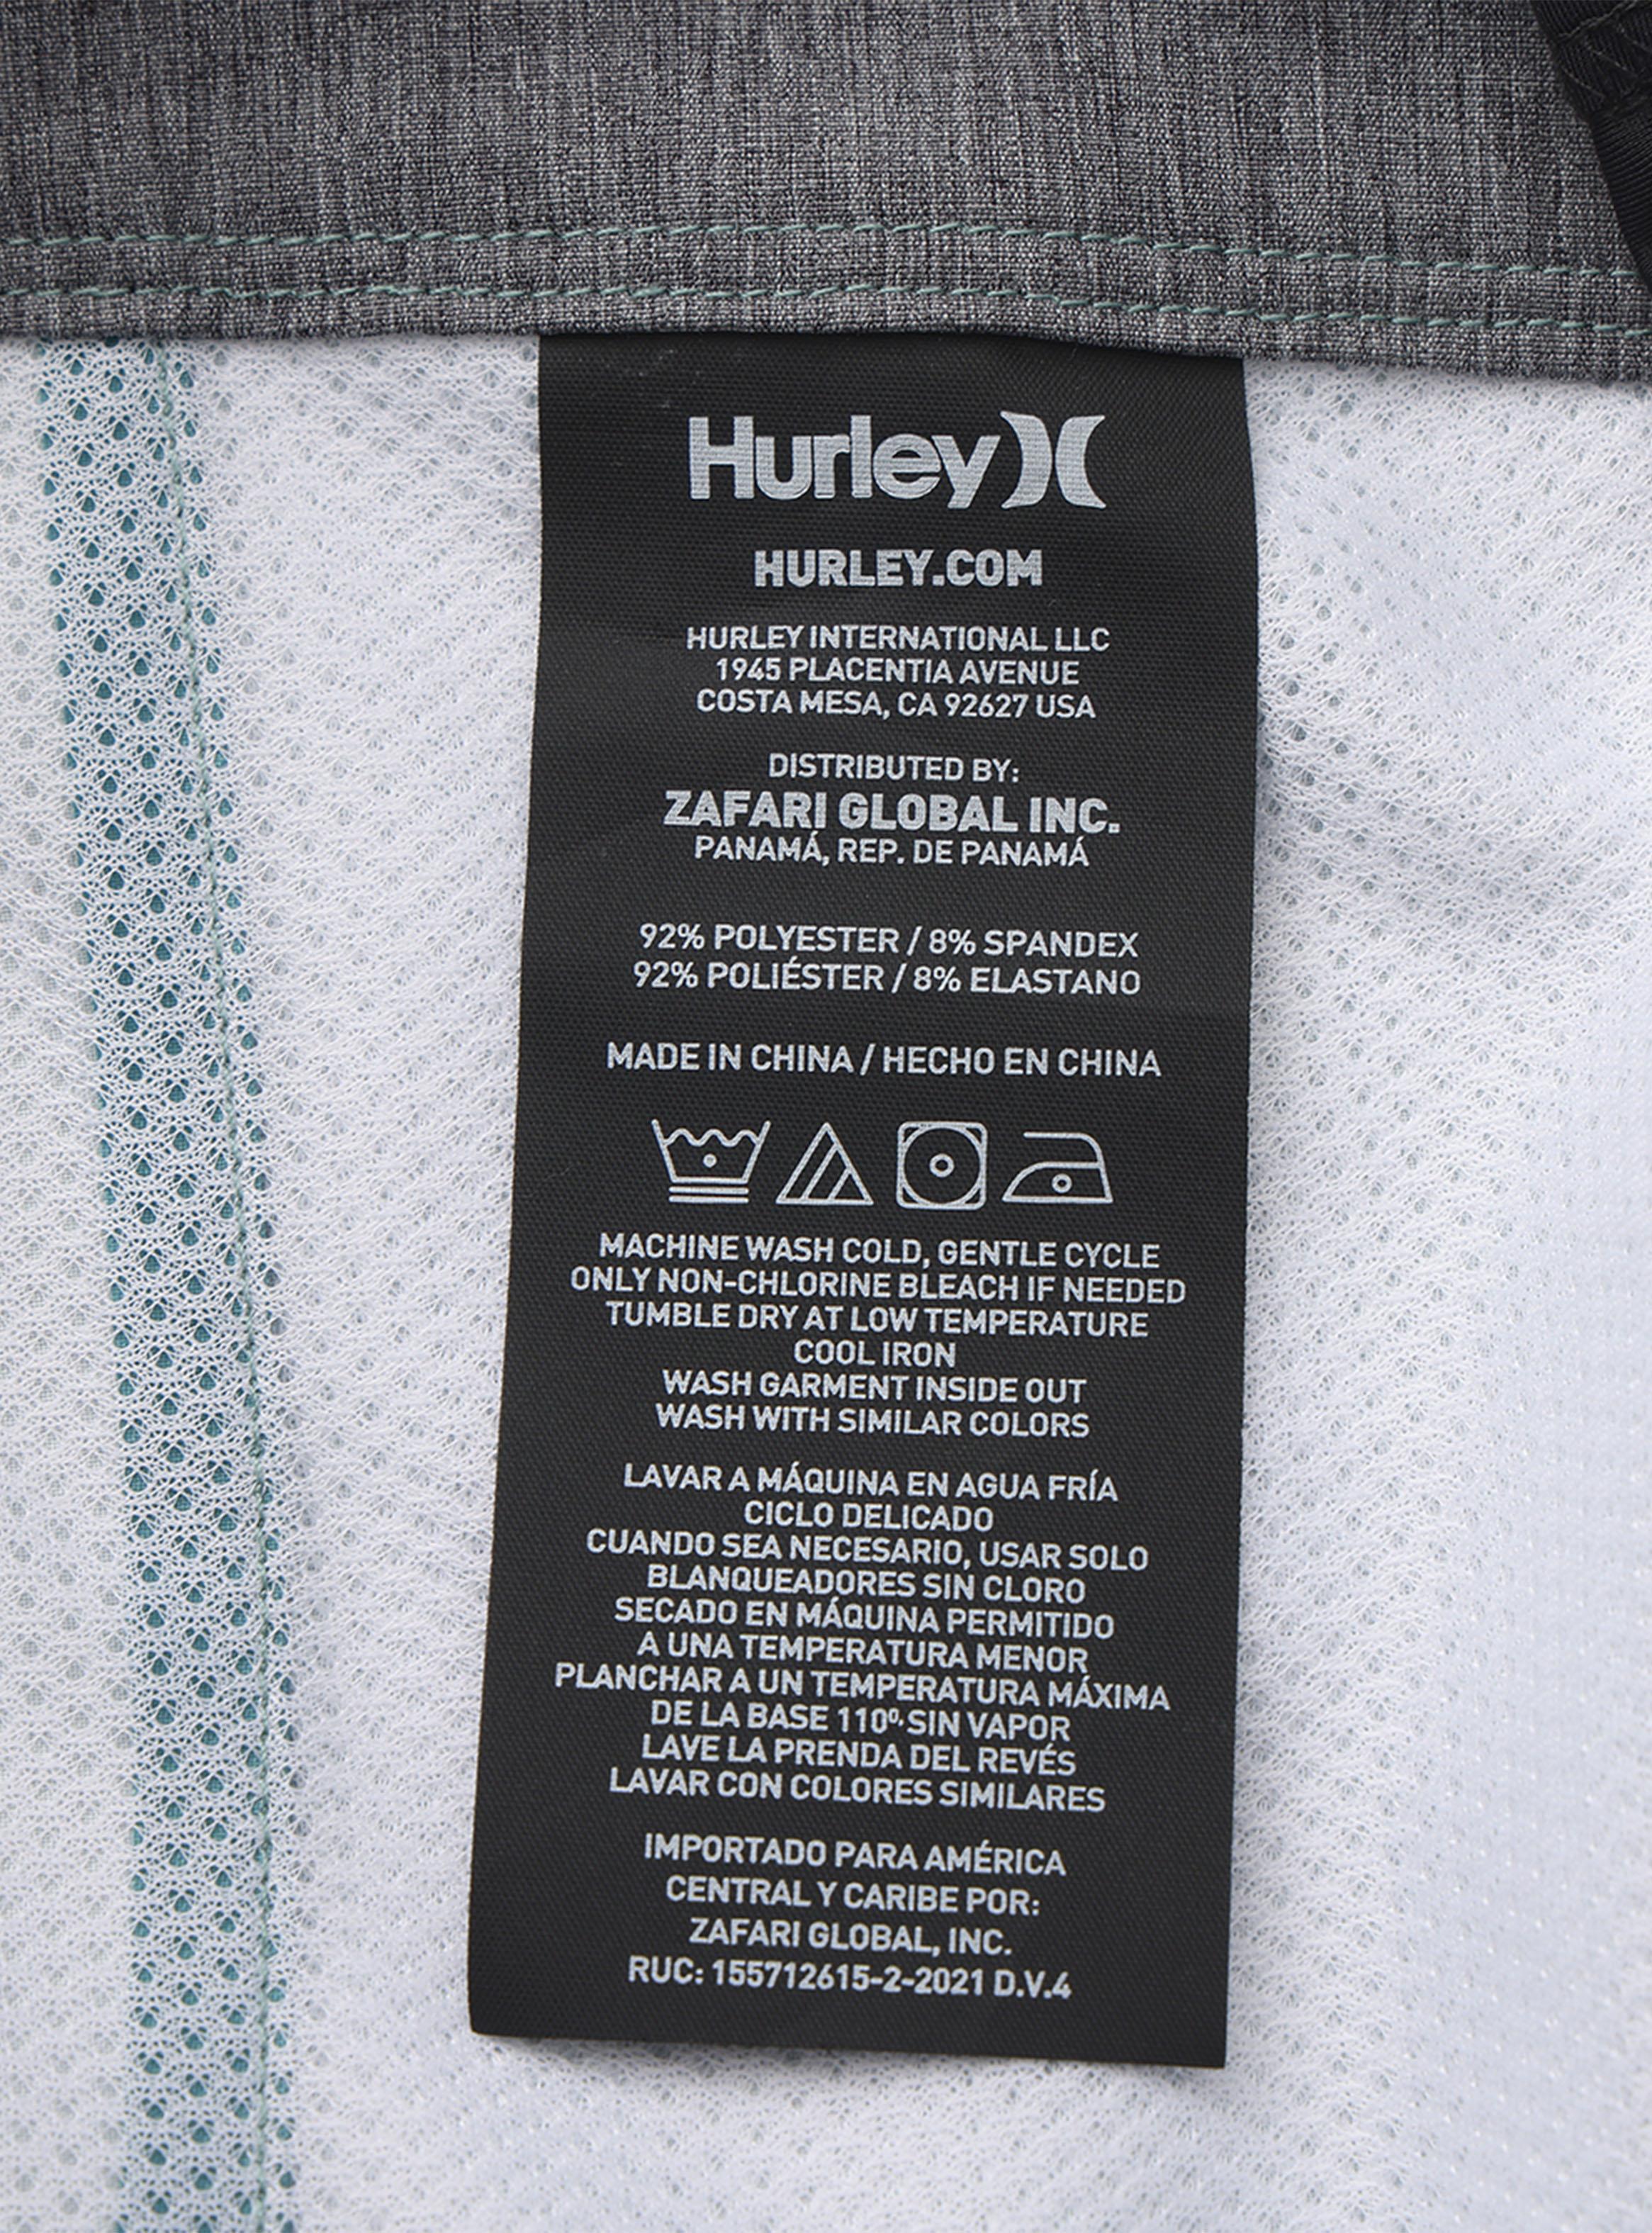 Hurley
HURLEY.COM
HURLEY INTERNATIONAL LLC
1945 PLACENTIA AVENUE
COSTA MESA, CA 92627 USA
DISTRIBUTED BY:
ZAFARI GLOBAL INC.
PANAMÁ, REP. DE PANAMÁ
92% POLYESTER / 8% SPANDEX
92% POLIÉSTER / 8% ELASTANO
MADE IN CHINA / HECHO EN CHINA
MACHINE WASH COLD, GENTLE CYCLE
ONLY NON-CHLORINE BLEACH IF NEEDED
TUMBLE DRY AT LOW TEMPERATURE
COOL IRON
WASH GARMENT INSIDE OUT
WASH WITH SIMILAR COLORS
LAVAR A MÁQUINA EN AGUA FRÍA
CICLO DELICADO
CUANDO SEA NECESARIO, USAR SOLO
BLANQUEADORES SIN CLORO
SECADO EN MÁQUINA PERMITIDO
A UNA TEMPERATURA MENOR
PLANCHAR A UN TEMPERATURA MÁXIMA
DE LA BASE 110º, SIN VAPOR
LAVE LA PRENDA DEL REVÉS
LAVAR CON COLORES SIMILARES
IMPORTADO PARA AMÉRICA
CENTRAL Y CARIBE POR:
ZAFARI GLOBAL, INC.
RUC: 155712615-2-2021 D.V.4